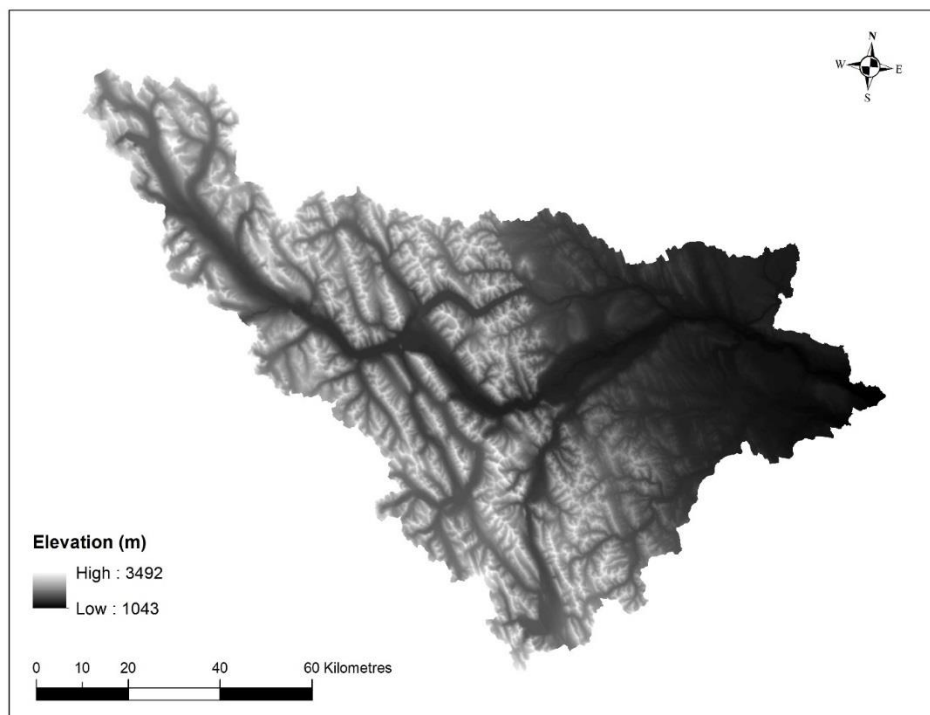 N
W E
S
Elevation (m)
High : 3492
Low : 1043
0 10 20 40 60 Kilometres